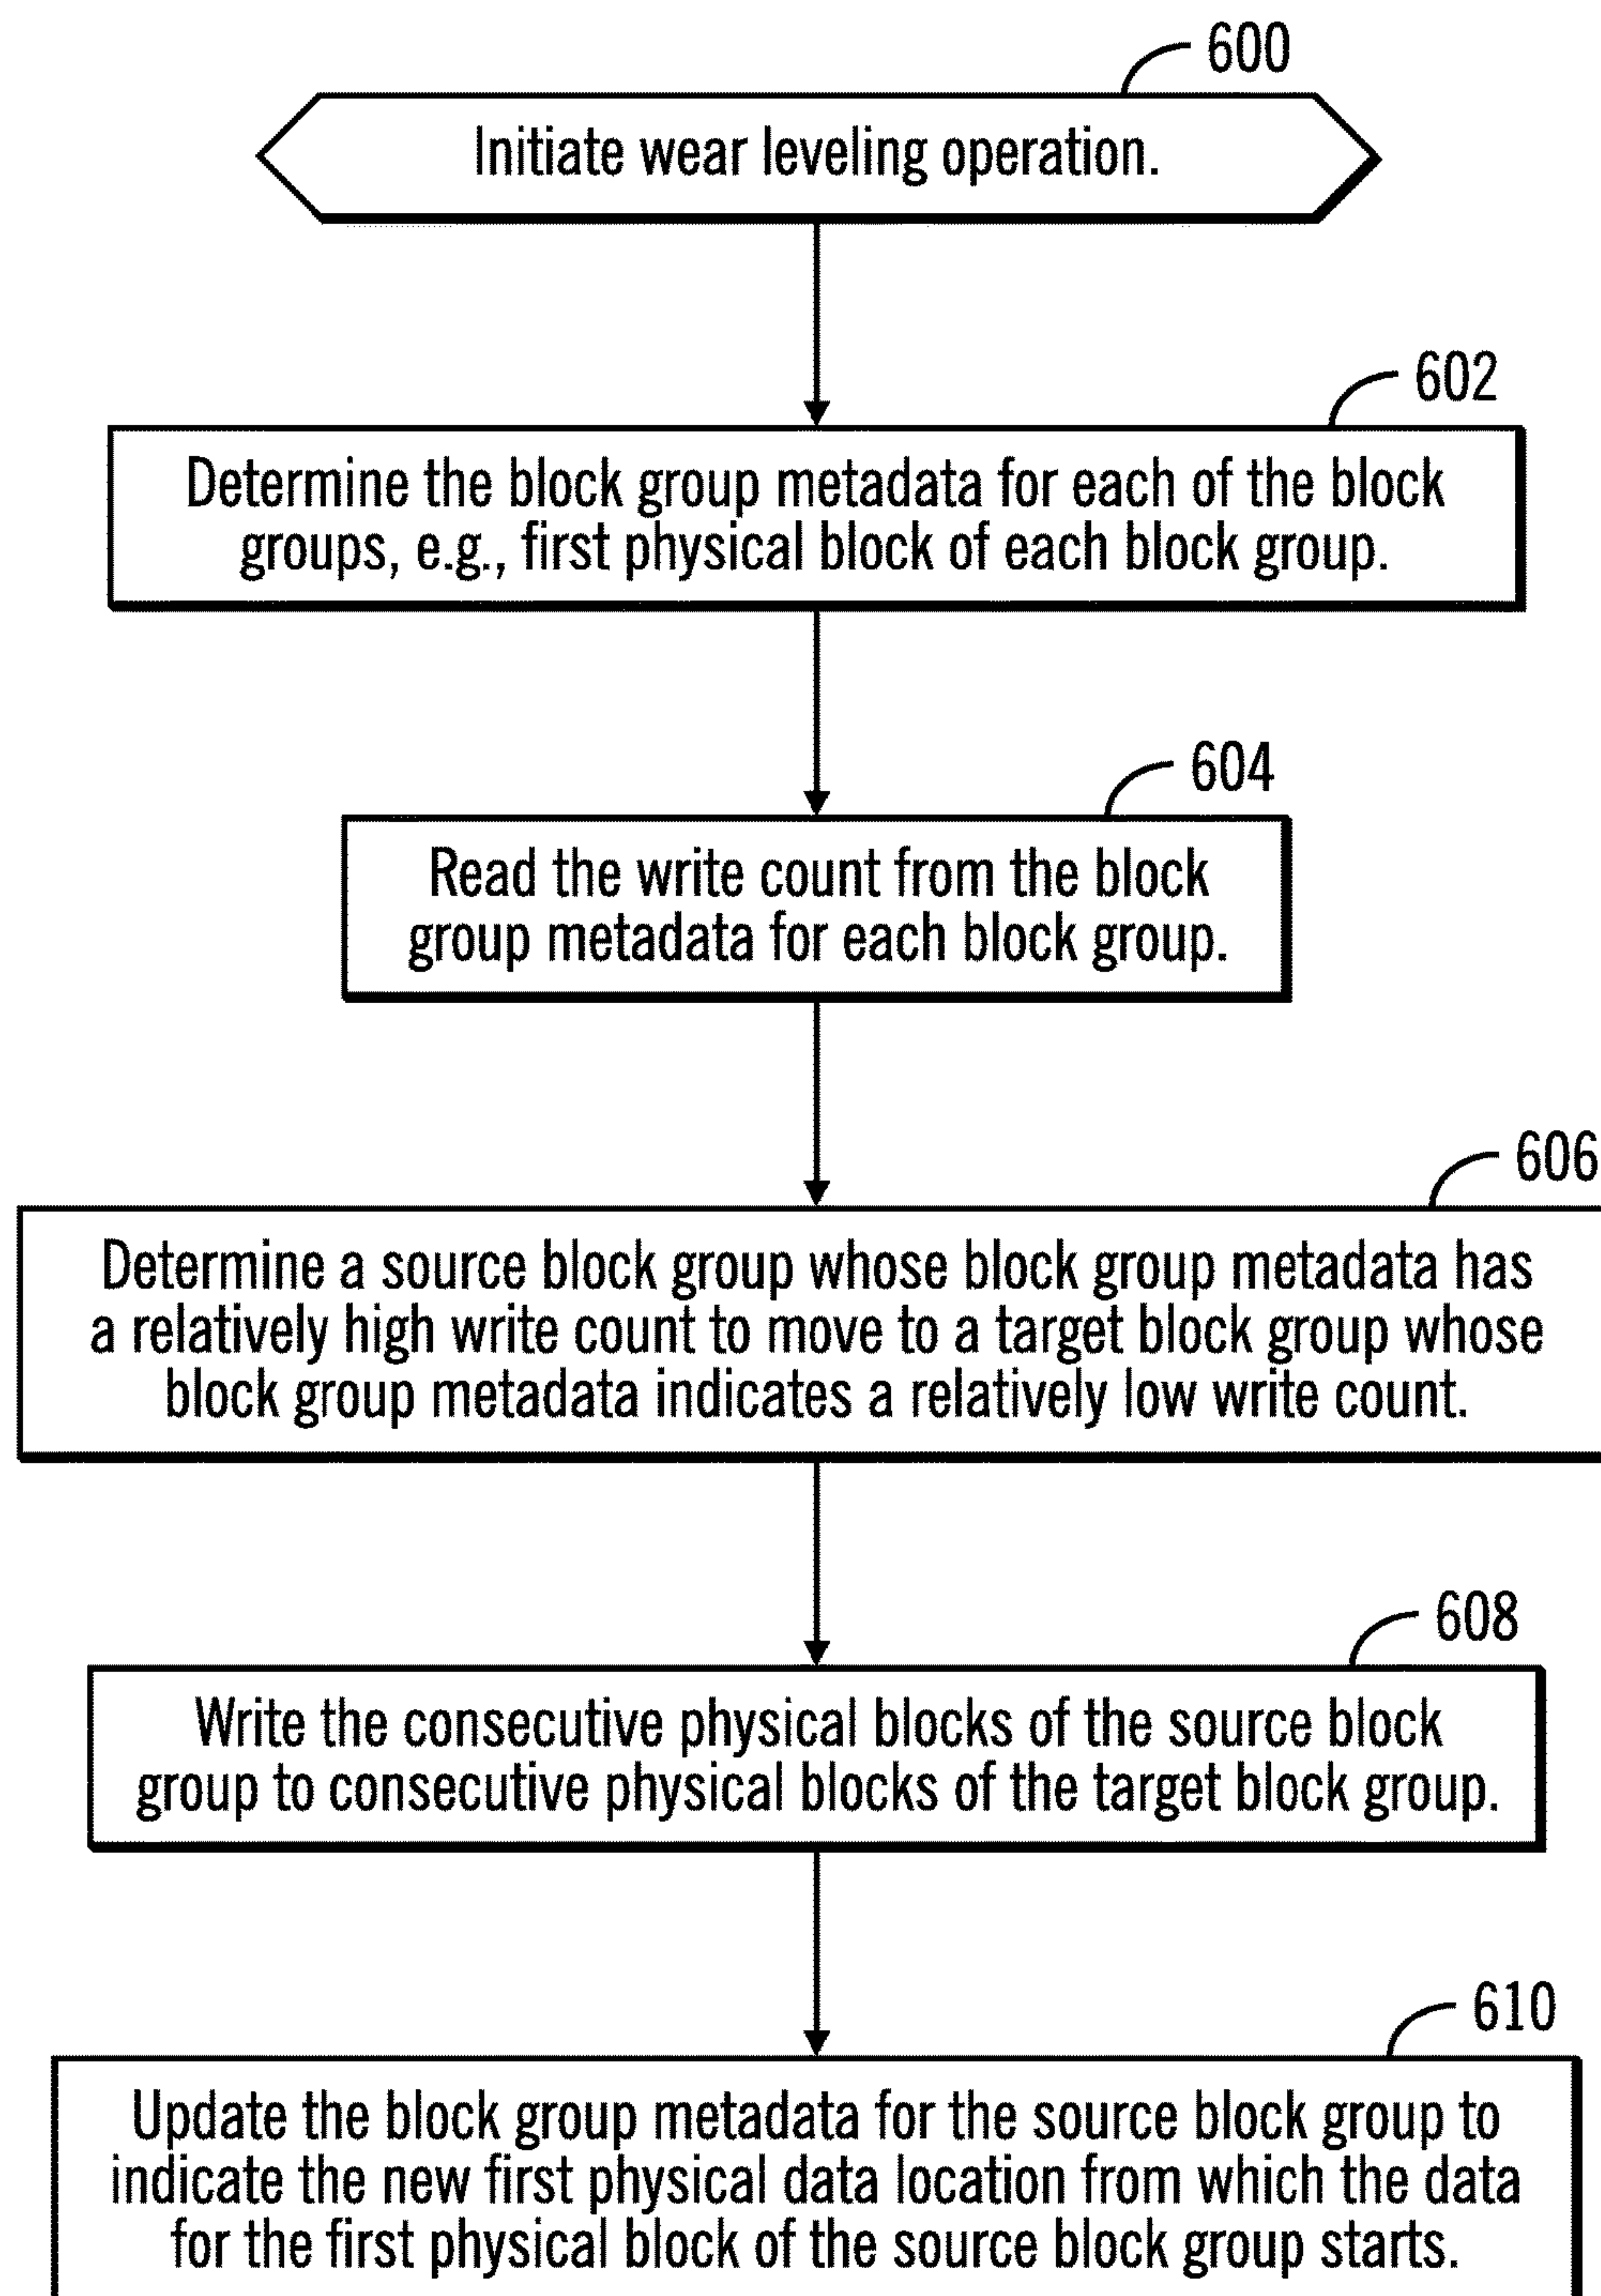 600
Initiate wear leveling operation.
602
Determine the block group metadata for each of the block
groups, e.g., first physical block of each block group.
604
Read the write count from the block
group metadata for each block group.
606
Determine a source block group whose block group metadata has
a relatively high write count to move to a target block group whose
block group metadata indicates a relatively low write count.
608
Write the consecutive physical blocks of the source block
group to consecutive physical blocks of the target block group.
610
Update the block group metadata for the source block group to
indicate the new first physical data location from which the data
for the first physical block of the source block group starts.